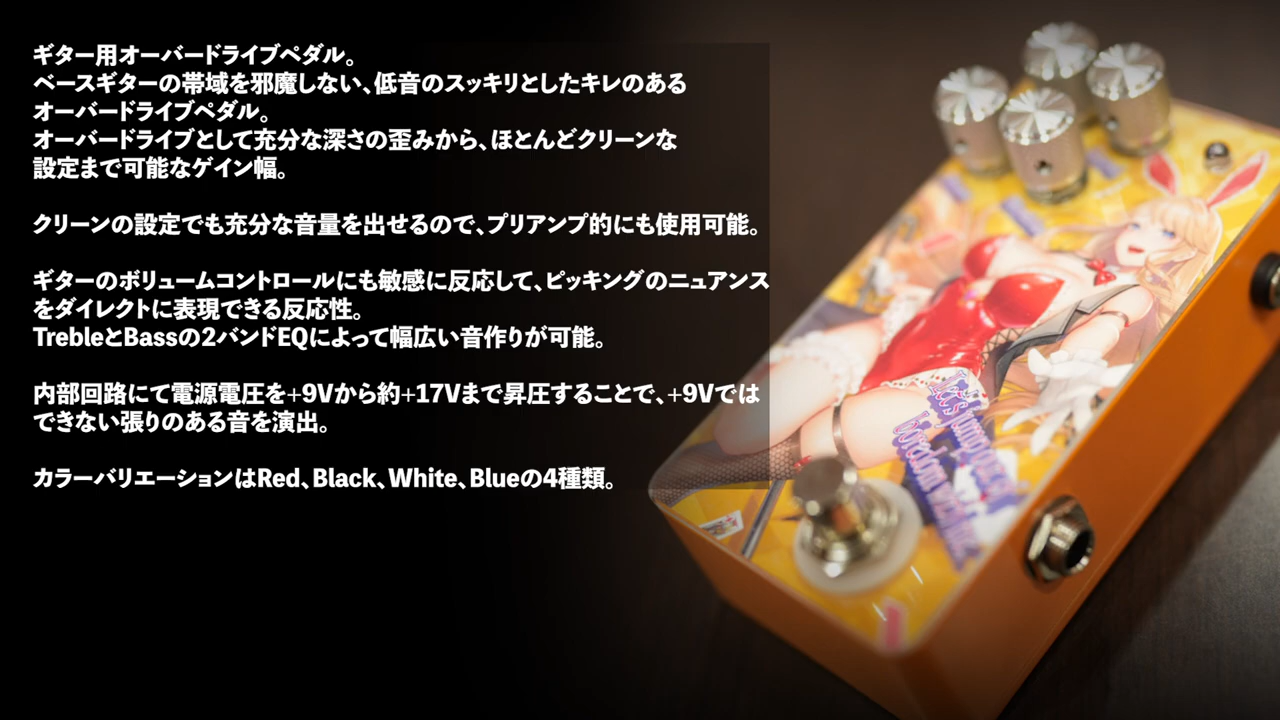 ギター用オーバードライブペダル。
ベースギターの帯域を邪魔しない、低音のスッキリとしたキレのある
オーバードライブペダル。
オーバードライブとして充分な深さの歪みから、ほとんどクリーンな
設定まで可能なゲイン幅。
クリーンの設定でも充分な音量を出せるので、プリアンプ的にも使用可能。
ギターのボリュームコントロールにも敏感に反応して、ピッキングのニュアンス
をダイレクトに表現できる反応性。
TrebleとBassの2バンドEQによって幅広い音作りが可能。
内部回路にて電源電圧を+9Vから約+17Vまで昇圧することで、+9Vでは
できない張りのある音を演出。
カラーバリエーションはRed、Black、White、Blueの4種類。